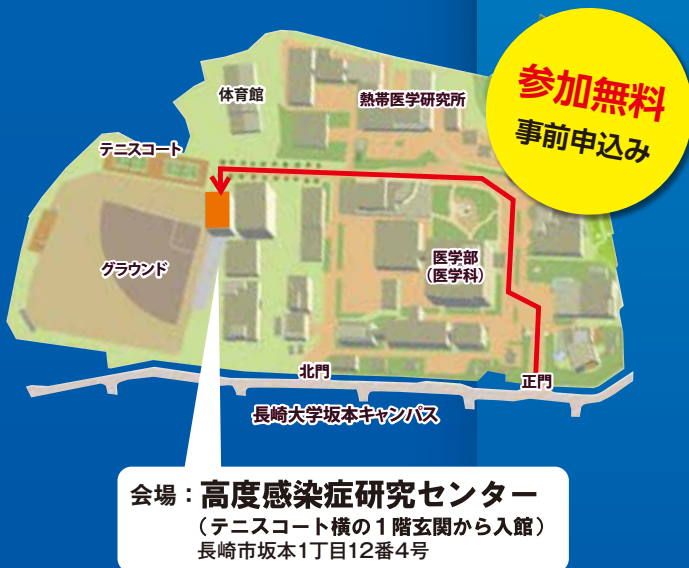 参加無料
事前申込み
体育館
熱帯医学研究所
テニスコート
グラウンド
医学部
（医学科）
北門
正門
長崎大学坂本キャンパス
会場：高度感染症研究センター
（テニスコート横の１階玄関から入館）
長崎市坂本1丁目12番4号